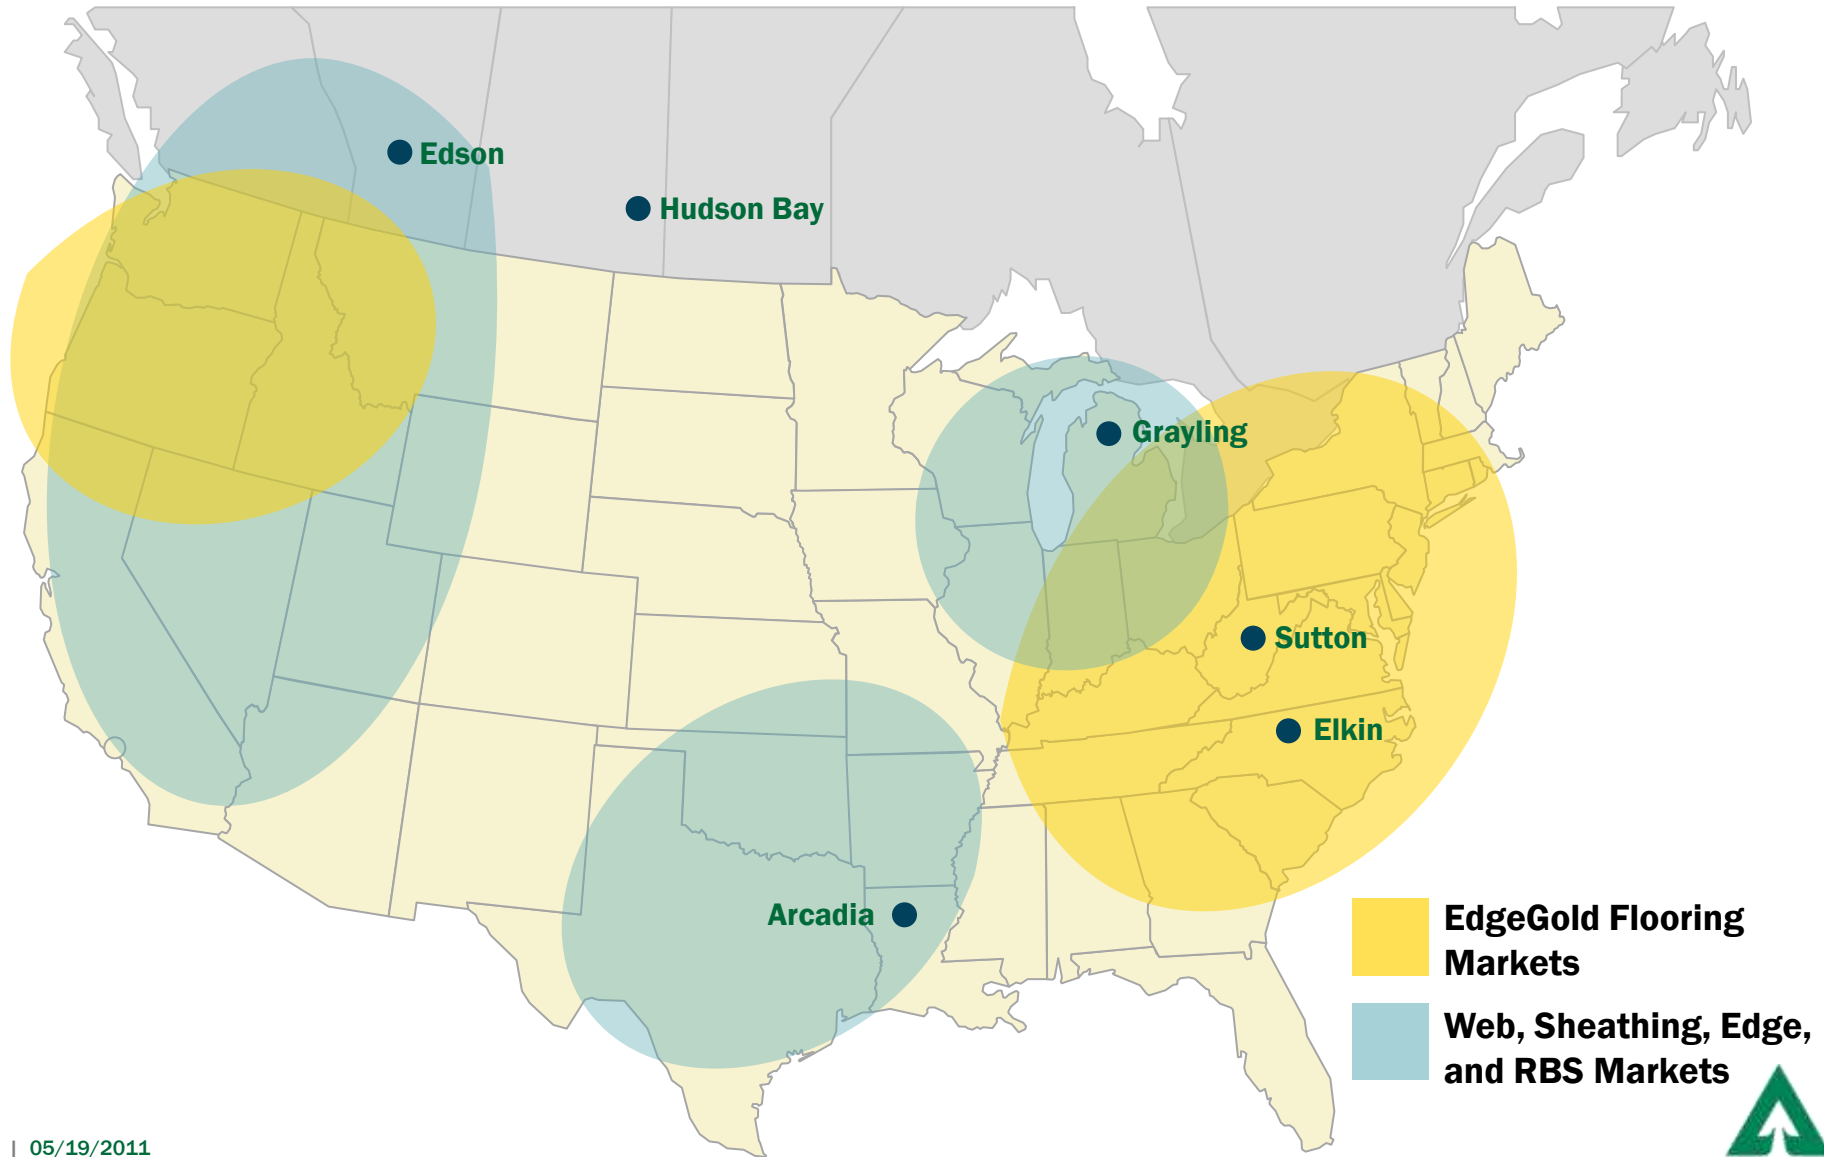 Edson
Hudson Bay
Grayling
Sutton
Elkin
Arcadia
EdgeGold Flooring
Markets
Web, Sheathing, Edge,
and RBS Markets
| 05/19/2011